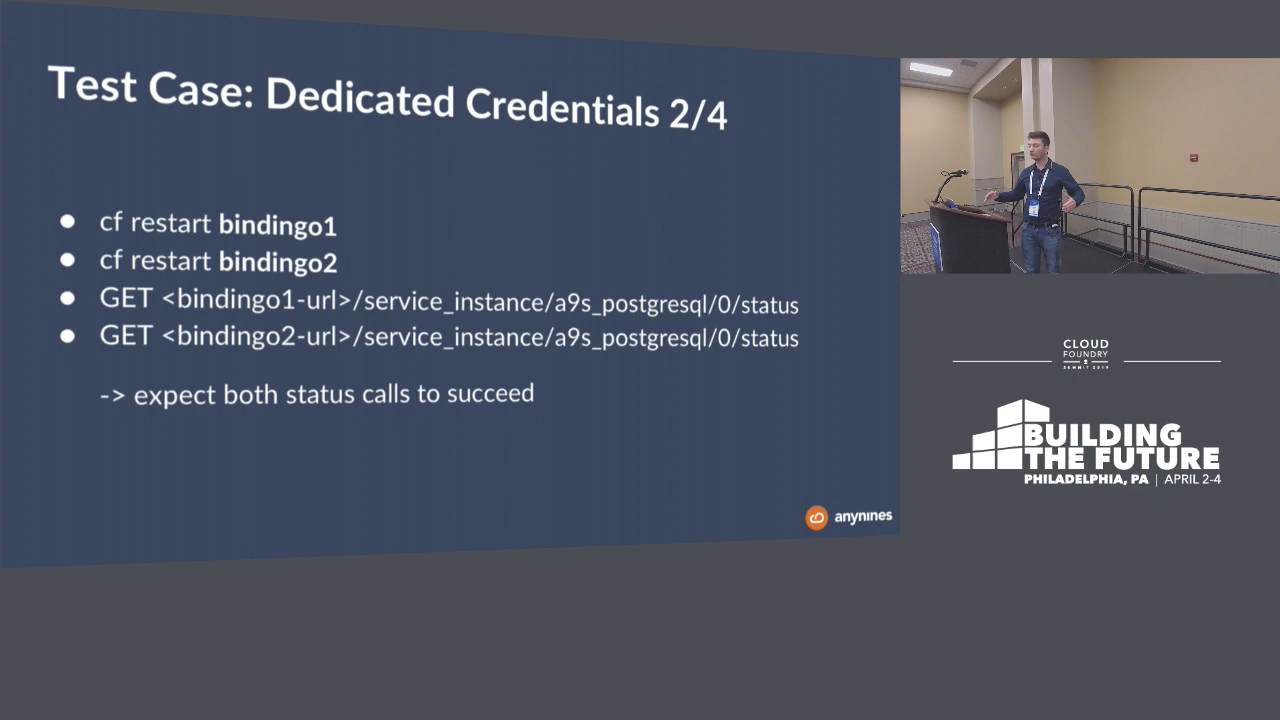 Test Case: Dedicated Credentials 2/4
● cf restart bindingo1
● cf restart bindingo2
● GET <bindingo1-url>/service_instance/a9s_postgresql/0/status
● GET <bindingo2-url>/service_instance/a9s_postgresql/0/status
-> expect both status calls to succeed
anynines
CLOUD
FOUNDRY
SUMMIT 2019
BUILDING
THE FUTURE
PHILADELPHIA, PA | APRIL 2-4